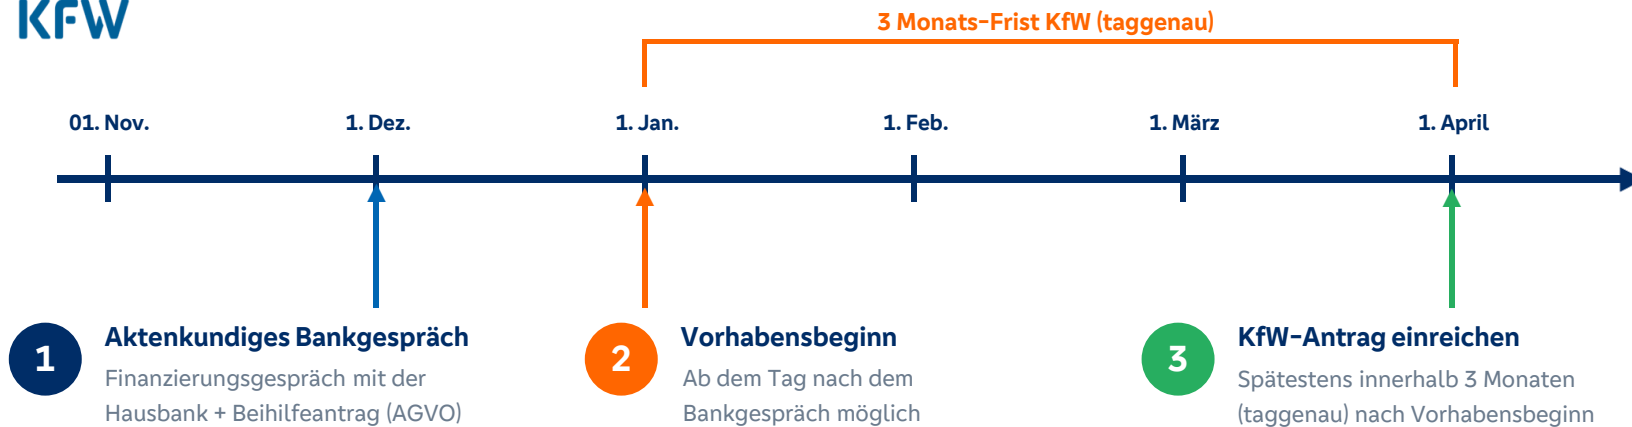 KFW
3 Monats-Frist KfW (taggenau)
01. Nov.
1. Dez.
1. Jan.
1. Feb.
1. März
1. April
1
Aktenkundiges Bankgespräch
Finanzierungsgespräch mit der
Hausbank + Beihilfeantrag (AGVO)
2
Vorhabensbeginn
Ab dem Tag nach dem
Bankgespräch möglich
3
KfW-Antrag einreichen
Spätestens innerhalb 3 Monaten
(taggenau) nach Vorhabensbeginn